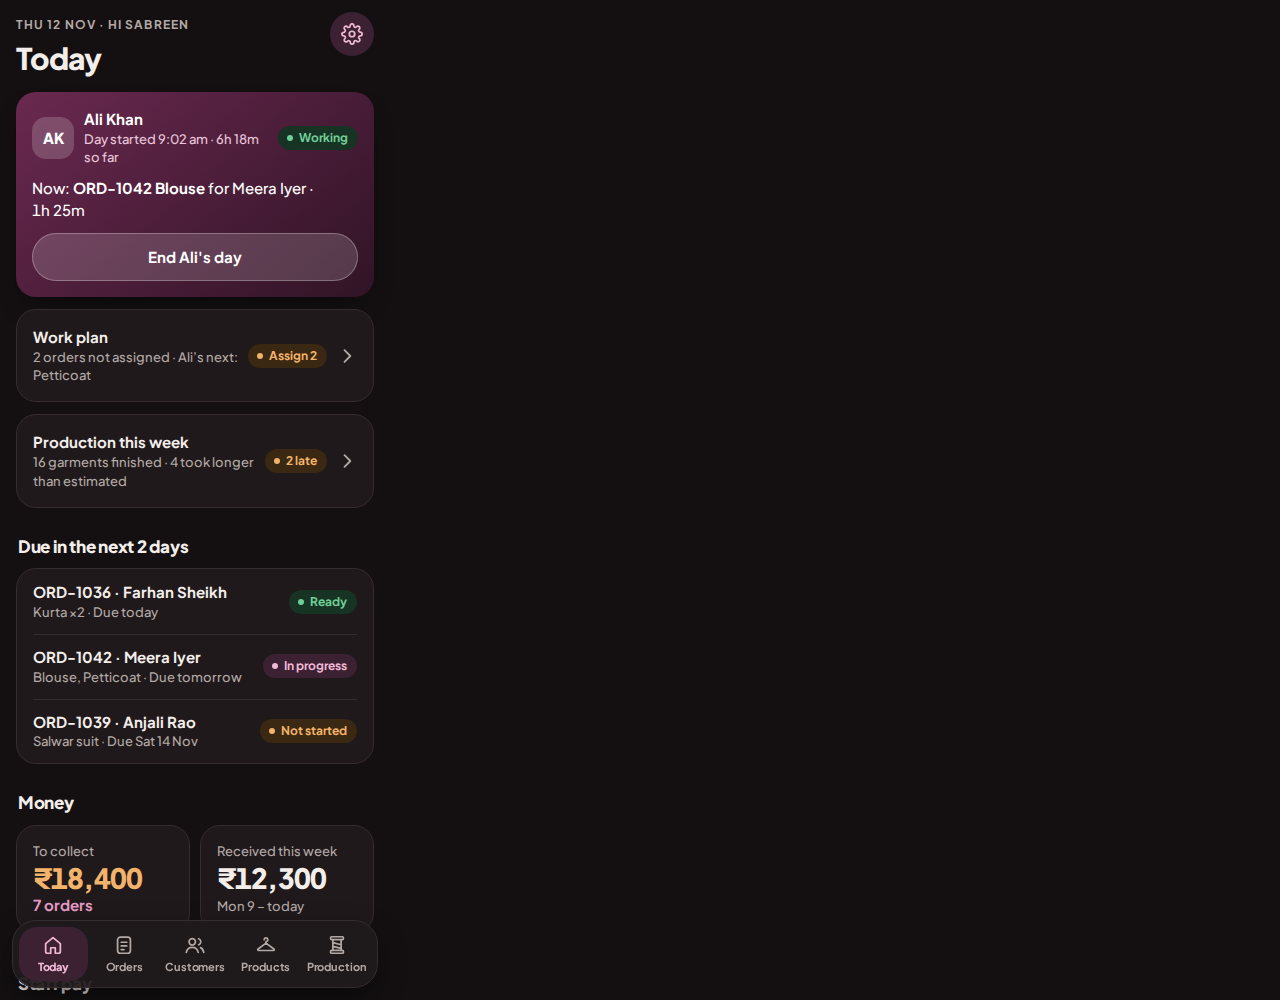 THU 12 NOV · HI SABREEN
Today
AK
Ali Khan
Day started 9:02 am · 6h 18m
so far
Working
Now: ORD-1042 Blouse for Meera Iyer ·
1h 25m
End Ali's day
Work plan
2 orders not assigned · Ali's next:
Petticoat
Assign 2
Production this week
16 garments finished · 4 took longer
than estimated
2 late
Due in the next 2 days
ORD-1036 · Farhan Sheikh
Kurta ×2 · Due today
Ready
ORD-1042 · Meera Iyer
Blouse, Petticoat · Due tomorrow
In progress
ORD-1039 · Anjali Rao
Salwar suit · Due Sat 14 Nov
Not started
Money
To collect
₹18,400
7 orders
Received this week
₹12,300
Mon 9 – today
Today
Orders
Customers
Products
Production